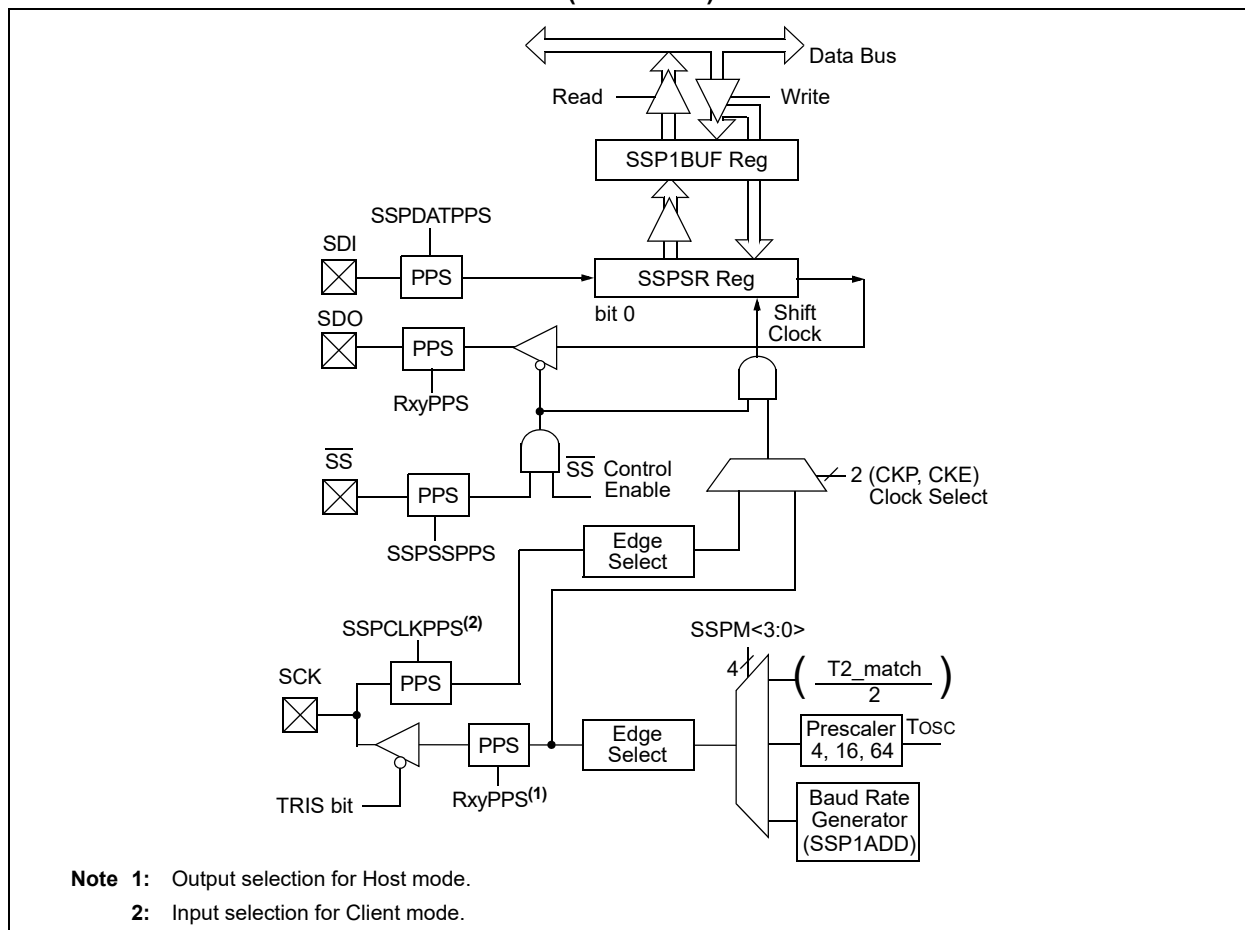 Data Bus
Read
Write
SSP1BUF Reg
SSPDATPPS
SDI
PPS
SSPSR Reg
bit 0
Shift
Clock
SDO
PPS
RxyPPS
SS
PPS
SS Control
Enable
2 (CKP, CKE)
Clock Select
SSPSSPPS
Edge
Select
SSPCLKPPS(2)
SSPM<3:0>
4
SCK
PPS
( T2_match
2 )
PPS
Edge
Select
Prescaler
4, 16, 64
TOSC
TRIS bit
RxyPPS(1)
Baud Rate
Generator
(SSP1ADD)
Note 1: Output selection for Host mode.
2: Input selection for Client mode.